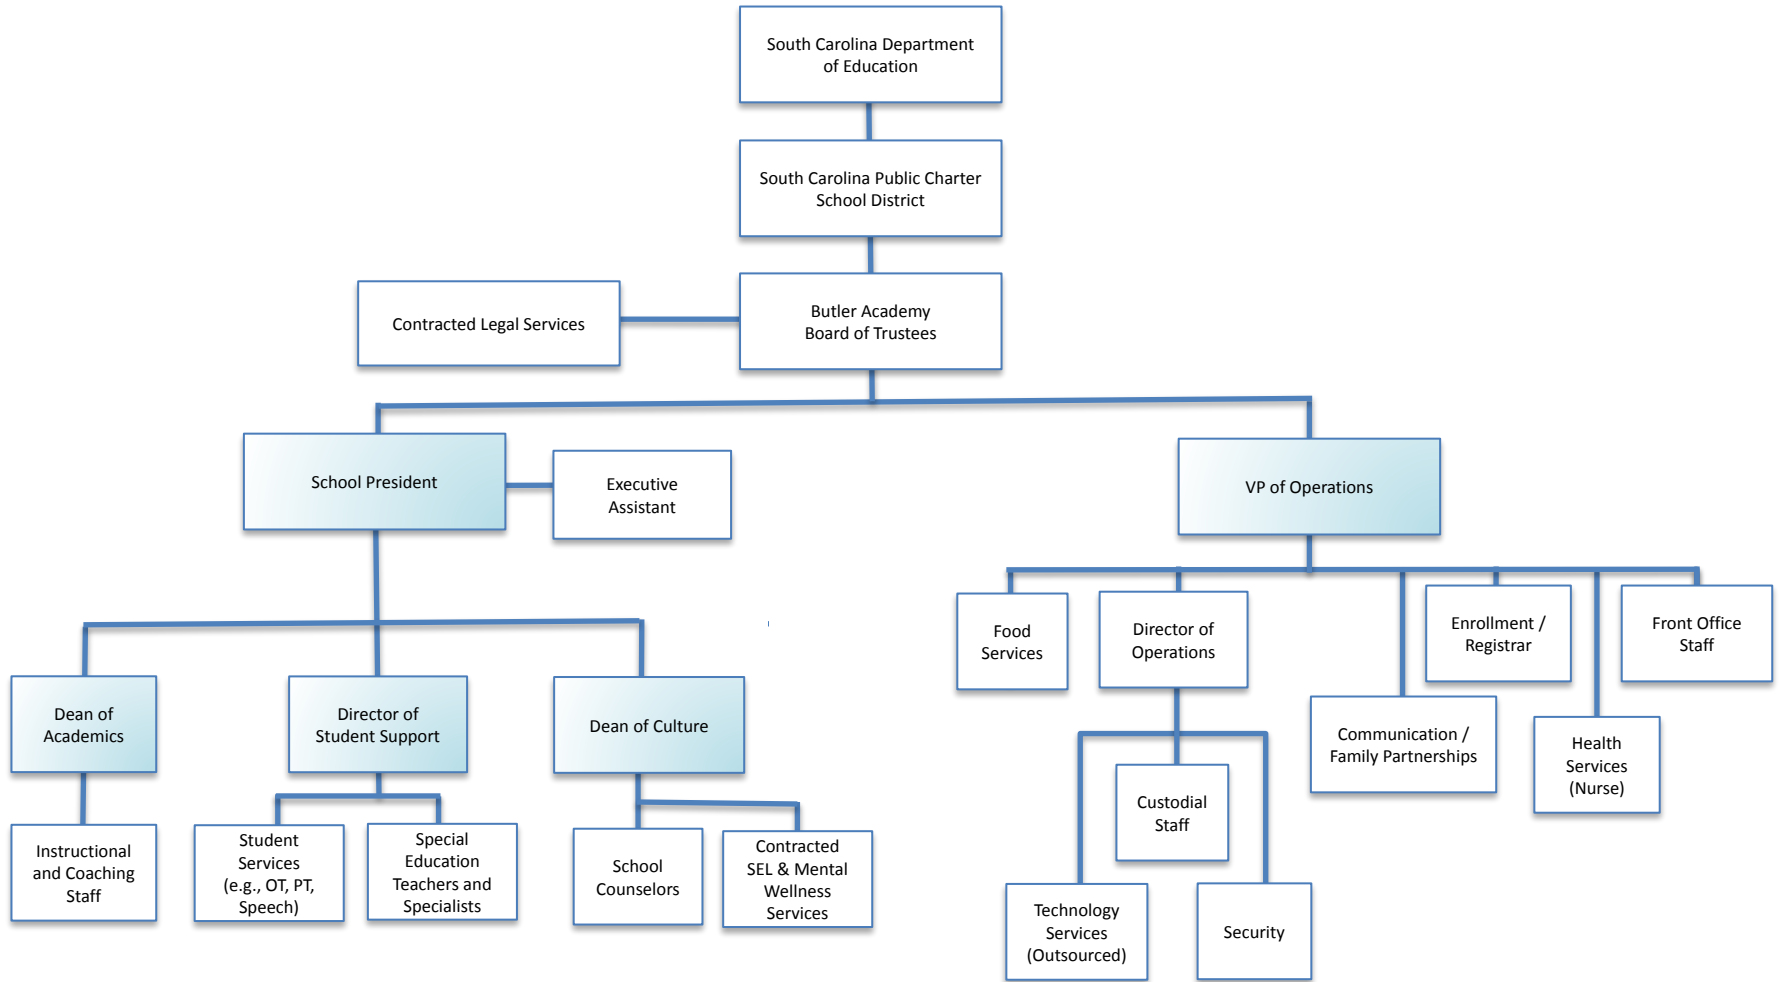 South Carolina Department
of Education
South Carolina Public Charter
School District
Contracted Legal Services
Butler Academy
Board of Trustees
School President
Executive
Assistant
VP of Operations
Food
Services
Director of
Operations
Enrollment /
Registrar
Front Office
Staff
Communication /
Family Partnerships
Health
Services
(Nurse)
Dean of
Academics
Director of
Student Support
Dean of Culture
Custodial
Staff
Instructional
and Coaching
Staff
Student
Services
(e.g., OT, PT,
Speech)
Special
Education
Teachers and
Specialists
School
Counselors
Contracted
SEL & Mental
Wellness
Services
Technology
Services
(Outsourced)
Security